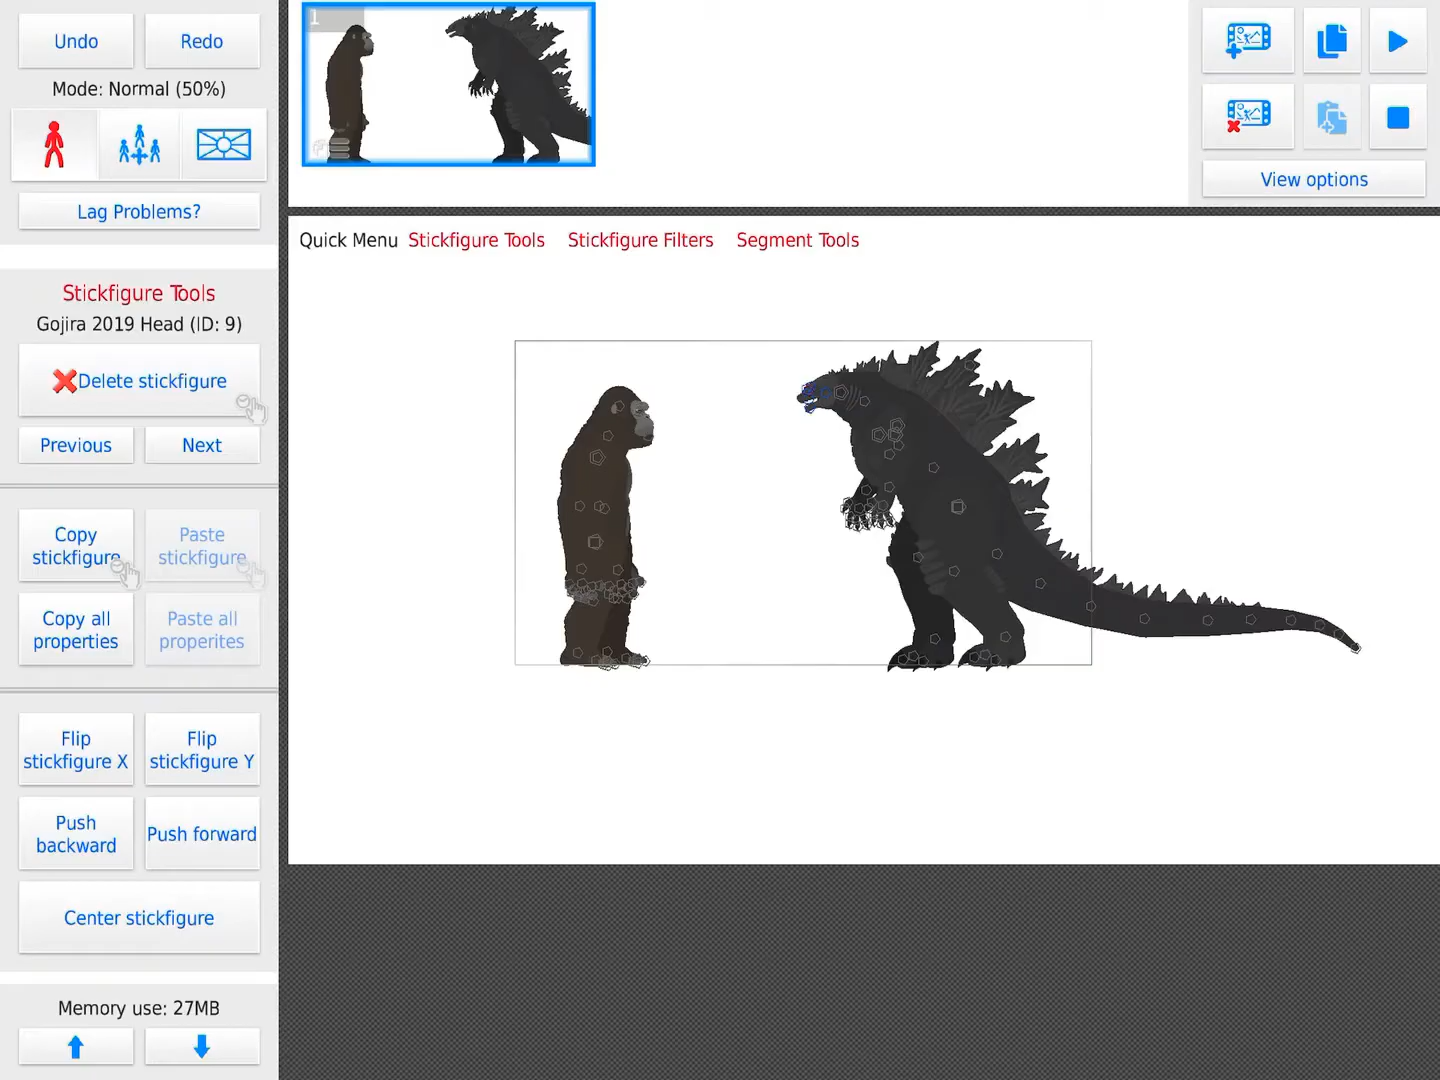 Undo
Redo
Mode: Normal (50%)
Lag Problems?
1
View options
Quick Menu Stickfigure Tools Stickfigure Filters Segment Tools
Stickfigure Tools
Gojira 2019 Head (ID: 9)
Delete stickfigure
Previous
Next
Copy
stickfigure
Paste
stickfigure
Copy all
properties
Paste all
properites
Flip
stickfigure X
Flip
stickfigure Y
Push
backward
Push forward
Center stickfigure
Memory use: 27MB